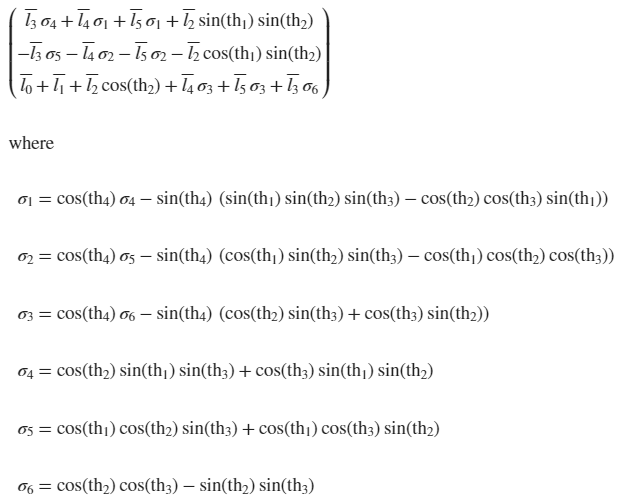 l̅₃ σ₄ + l̅₄ σ₁ + l̅₅ σ₁ + l̅₂ sin(th₁) sin(th₂)
−l̅₃ σ₅ − l̅₄ σ₂ − l̅₅ σ₂ − l̅₂ cos(th₁) sin(th₂)
l̅₀ + l̅₁ + l̅₂ cos(th₂) + l̅₄ σ₃ + l̅₅ σ₃ + l̅₃ σ₆
where
σ₁ = cos(th₄) σ₄ − sin(th₄) (sin(th₁) sin(th₂) sin(th₃) − cos(th₂) cos(th₃) sin(th₁))
σ₂ = cos(th₄) σ₅ − sin(th₄) (cos(th₁) sin(th₂) sin(th₃) − cos(th₁) cos(th₂) cos(th₃))
σ₃ = cos(th₄) σ₆ − sin(th₄) (cos(th₂) sin(th₃) + cos(th₃) sin(th₂))
σ₄ = cos(th₂) sin(th₁) sin(th₃) + cos(th₃) sin(th₁) sin(th₂)
σ₅ = cos(th₁) cos(th₂) sin(th₃) + cos(th₁) cos(th₃) sin(th₂)
σ₆ = cos(th₂) cos(th₃) − sin(th₂) sin(th₃)